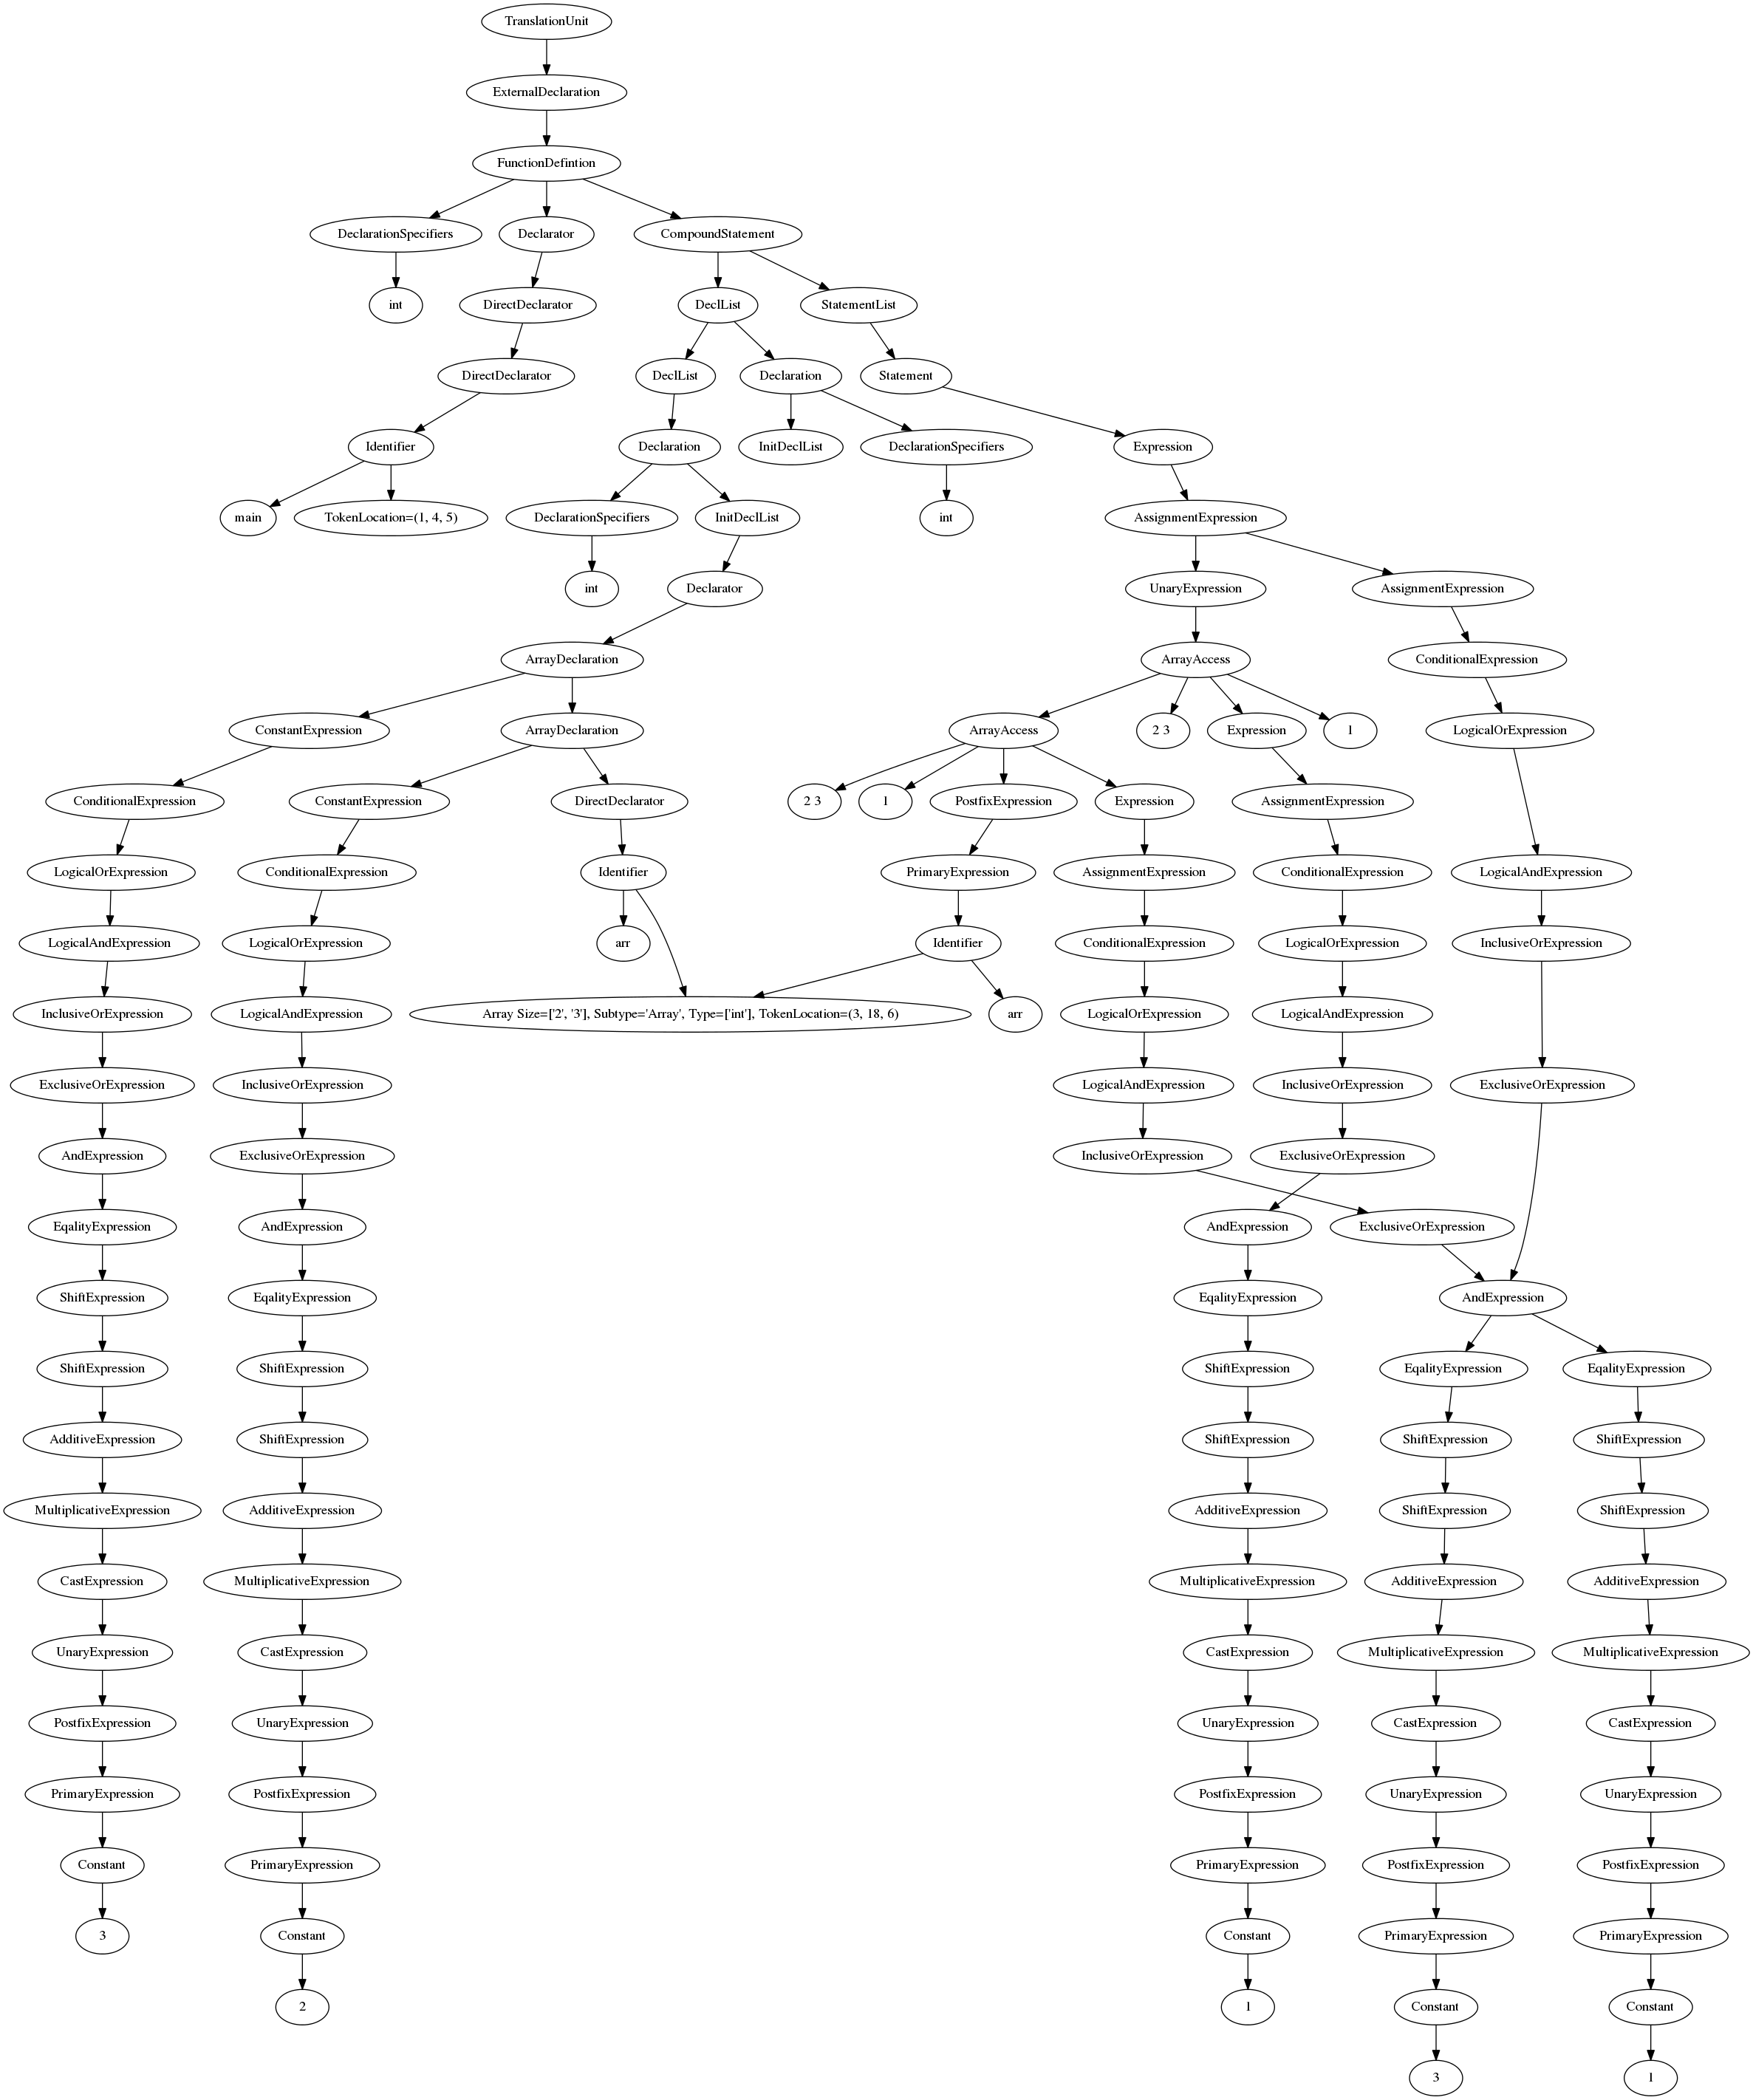 TranslationUnit
ExternalDeclaration
FunctionDefintion
DeclarationSpecifiers
Declarator
CompoundStatement
int
DirectDeclarator
DeclList
StatementList
DirectDeclarator
DeclList
Declaration
Statement
Identifier
Declaration
InitDeclList
DeclarationSpecifiers
Expression
main
TokenLocation=(1, 4, 5)
DeclarationSpecifiers
InitDeclList
int
AssignmentExpression
int
Declarator
UnaryExpression
AssignmentExpression
ArrayDeclaration
ArrayAccess
ConditionalExpression
ConstantExpression
ArrayDeclaration
ArrayAccess
2 3
Expression
1
LogicalOrExpression
ConditionalExpression
ConstantExpression
DirectDeclarator
2 3
1
PostfixExpression
Expression
AssignmentExpression
LogicalOrExpression
ConditionalExpression
Identifier
PrimaryExpression
AssignmentExpression
ConditionalExpression
LogicalAndExpression
LogicalAndExpression
LogicalOrExpression
arr
Identifier
ConditionalExpression
LogicalOrExpression
InclusiveOrExpression
InclusiveOrExpression
LogicalAndExpression
Array Size=['2', '3'], Subtype='Array', Type=['int'], TokenLocation=(3, 18, 6)
arr
LogicalOrExpression
LogicalAndExpression
ExclusiveOrExpression
InclusiveOrExpression
LogicalAndExpression
InclusiveOrExpression
ExclusiveOrExpression
AndExpression
ExclusiveOrExpression
InclusiveOrExpression
ExclusiveOrExpression
EqalityExpression
AndExpression
AndExpression
ExclusiveOrExpression
ShiftExpression
EqalityExpression
EqalityExpression
AndExpression
ShiftExpression
ShiftExpression
ShiftExpression
EqalityExpression
EqalityExpression
AdditiveExpression
ShiftExpression
ShiftExpression
ShiftExpression
ShiftExpression
MultiplicativeExpression
AdditiveExpression
AdditiveExpression
ShiftExpression
ShiftExpression
CastExpression
MultiplicativeExpression
MultiplicativeExpression
AdditiveExpression
AdditiveExpression
UnaryExpression
CastExpression
CastExpression
MultiplicativeExpression
MultiplicativeExpression
PostfixExpression
UnaryExpression
UnaryExpression
CastExpression
CastExpression
PrimaryExpression
PostfixExpression
PostfixExpression
UnaryExpression
UnaryExpression
Constant
PrimaryExpression
PrimaryExpression
PostfixExpression
PostfixExpression
3
Constant
Constant
PrimaryExpression
PrimaryExpression
2
1
Constant
Constant
3
1